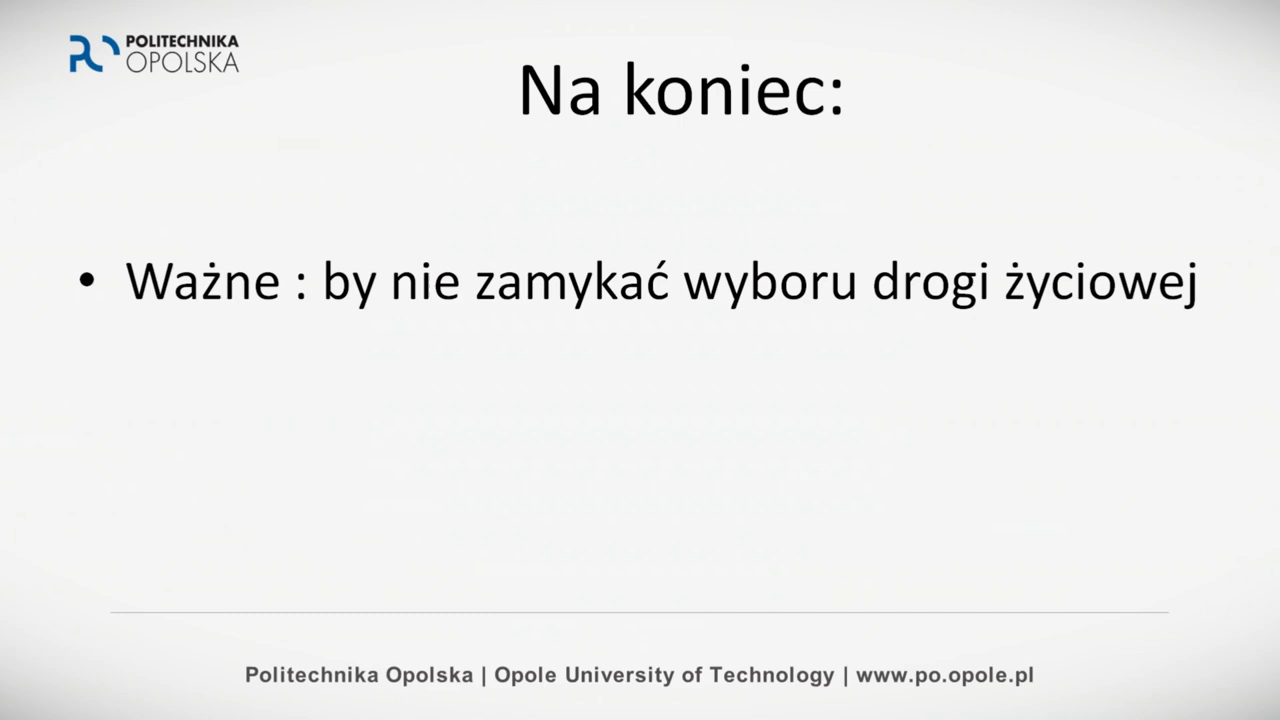 POLITECHNIKA
OPOLSKA
Na koniec:
• Ważne : by nie zamykać wyboru drogi życiowej
Politechnika Opolska | Opole University of Technology | www.po.opole.pl